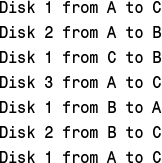 Disk 1 from A to C
Disk 2 from A to B
Disk 1 from C to B
Disk 3 from A to C
Disk 1 from B to A
Disk 2 from B to C
Disk 1 from A to C